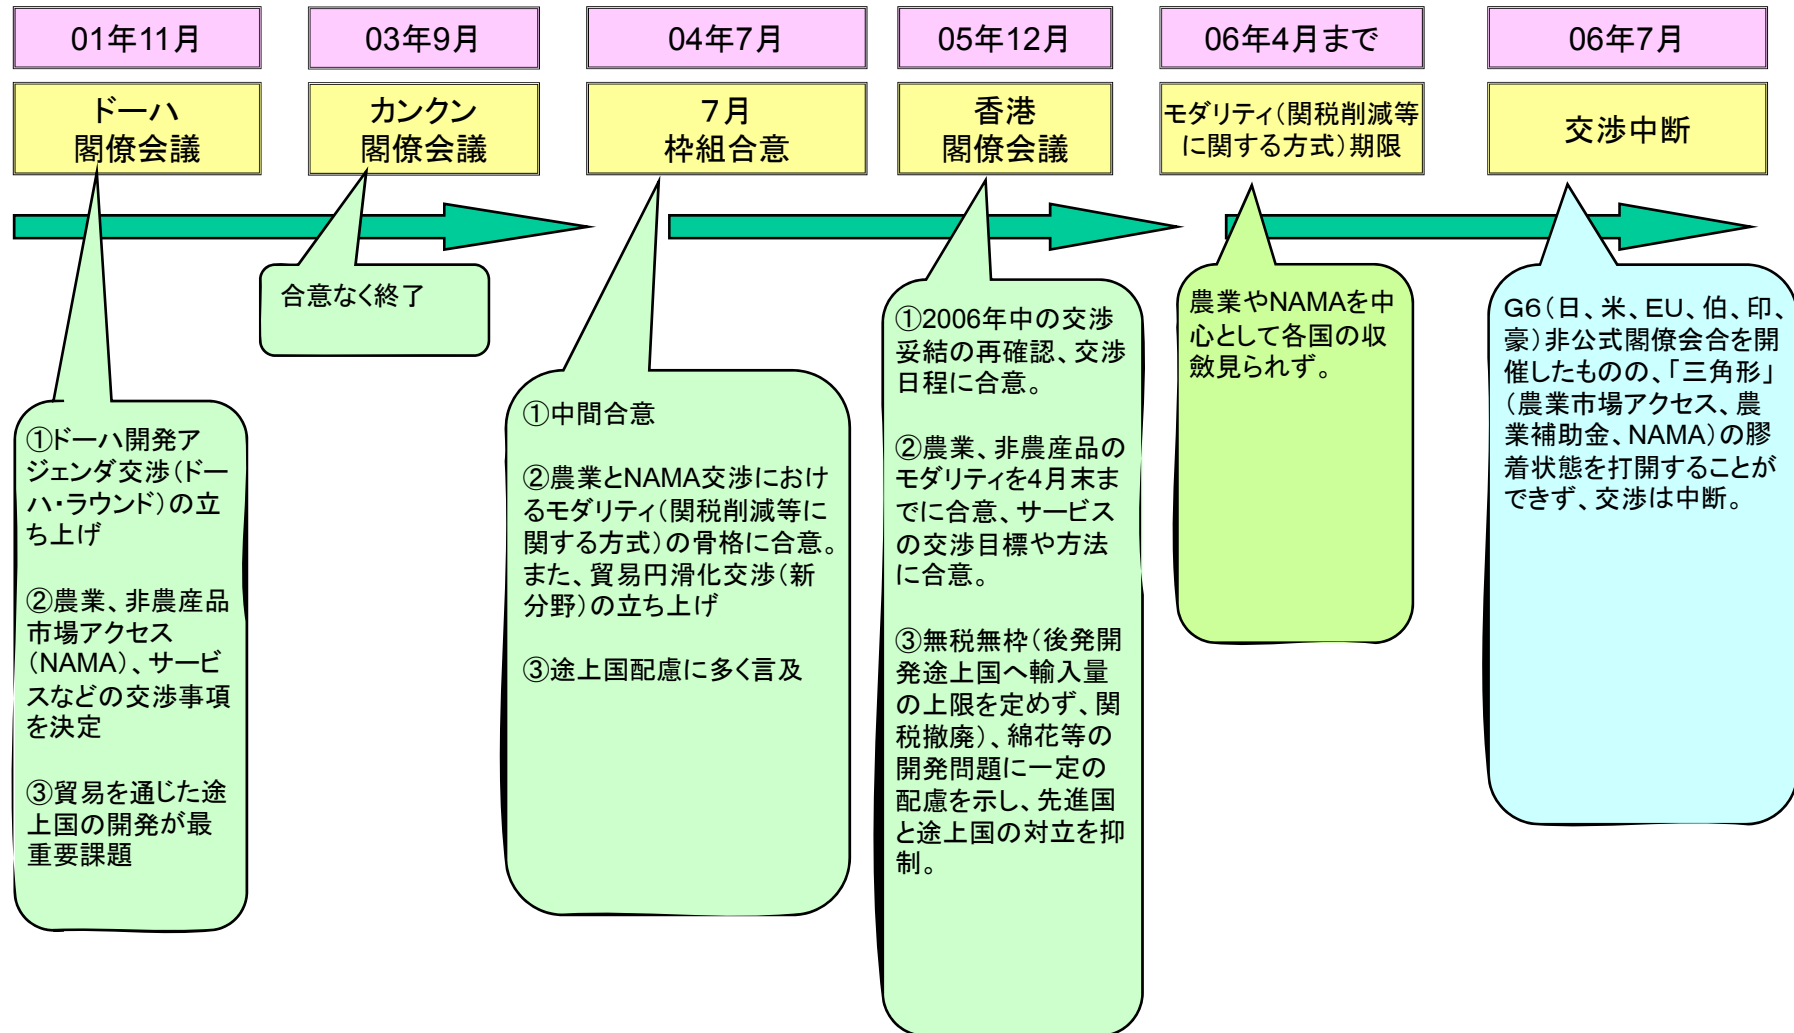 01年11月
03年9月
04年7月
05年12月
06年4月まで
06年7月
ドーハ
閣僚会議
カンクン
閣僚会議
７月
枠組合意
香港
閣僚会議
モダリティ（関税削減等
に関する方式）期限
交渉中断
①ドーハ開発ア
ジェンダ交渉（ドー
ハ・ラウンド）の立
ち上げ
②農業、非農産品
市場アクセス
（NAMA）、サービ
スなどの交渉事項
を決定
③貿易を通じた途
上国の開発が最
重要課題
合意なく終了
①中間合意
②農業とNAMA交渉におけ
るモダリティ（関税削減等に
関する方式）の骨格に合意。
また、貿易円滑化交渉（新
分野）の立ち上げ
③途上国配慮に多く言及
①2006年中の交渉
妥結の再確認、交渉
日程に合意。
②農業、非農産品の
モダリティを4月末ま
でに合意、サービス
の交渉目標や方法
に合意。
③無税無枠（後発開
発途上国へ輸入量
の上限を定めず、関
税撤廃）、綿花等の
開発問題に一定の
配慮を示し、先進国
と途上国の対立を抑
制。
農業やNAMAを中
心として各国の収
斂見られず。
Ｇ６（日、米、ＥＵ、伯、印、
豪）非公式閣僚会合を開
催したものの、「三角形」
（農業市場アクセス、農
業補助金、NAMA）の膠
着状態を打開することが
できず、交渉は中断。